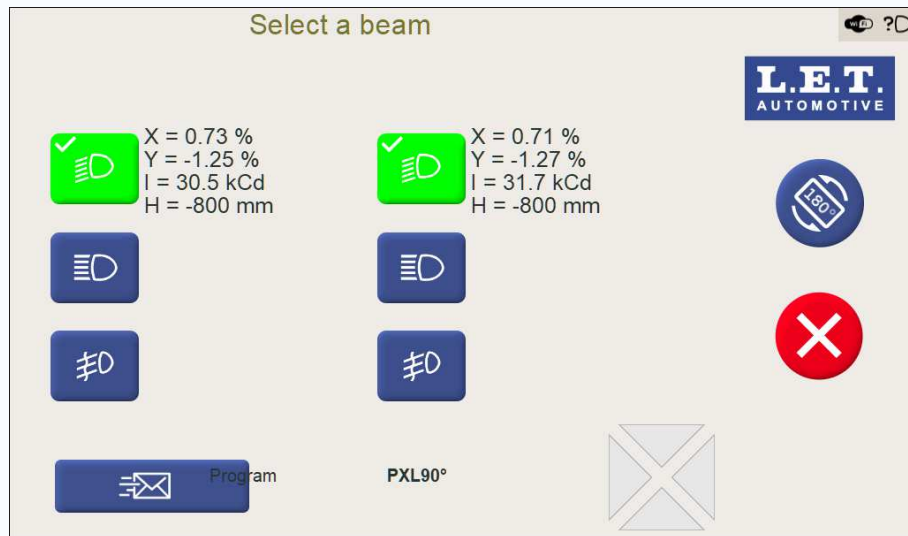 Select a beam
WiFi
?
L.E.T.
AUTOMOTIVE
X = 0.73 %
Y = -1.25 %
I = 30.5 kCd
H = -800 mm
X = 0.71 %
Y = -1.27 %
I = 31.7 kCd
H = -800 mm
180°
Program
PXL90°